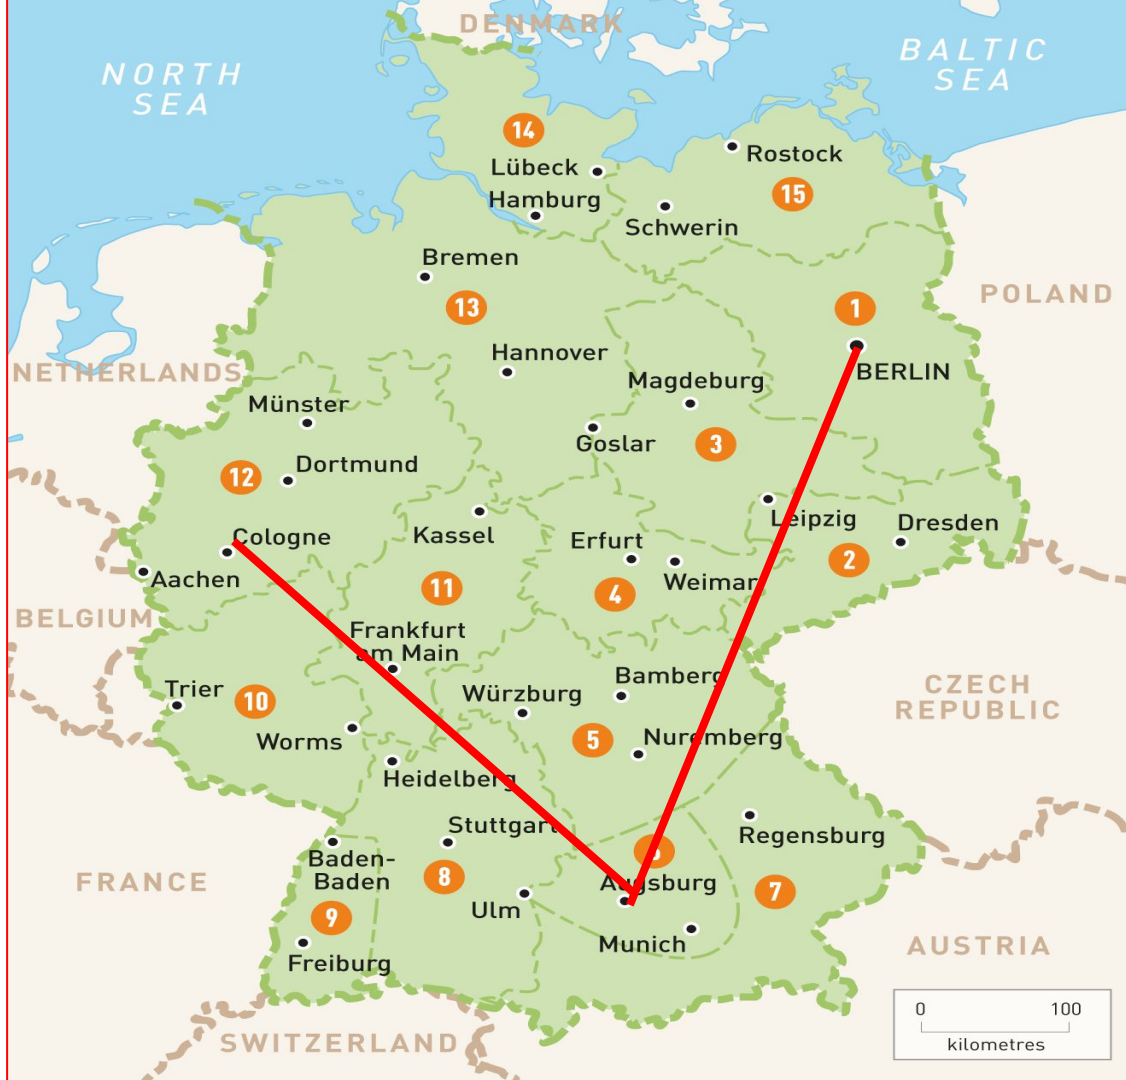 DENMARK
BALTIC
SEA
NORTH
SEA
14
Lübeck
Rostock
15
Hamburg
Schwerin
Bremen
13
1
POLAND
Hannover
NETHERLANDS
BERLIN
Magdeburg
Münster
Goslar
3
12
Dortmund
Leipzig
Dresden
Cologne
Kassel
Erfurt
2
Aachen
Weimar
11
4
BELGIUM
Frankfurt
am Main
Bamberg
CZECH
REPUBLIC
Trier
10
Würzburg
5
Nuremberg
Worms
Heidelberg
Stuttgart
Regensburg
6
Baden-
Baden
8
Augsburg
7
FRANCE
Ulm
9
Munich
AUSTRIA
Freiburg
SWITZERLAND
0 100
kilometres